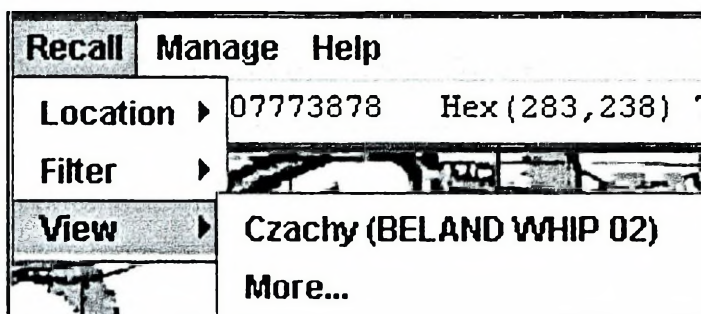 Recall Manage Help
Location 07773878 Hex(283,238)
Filter
View Czachy (BELAND WHIP 02)
More...